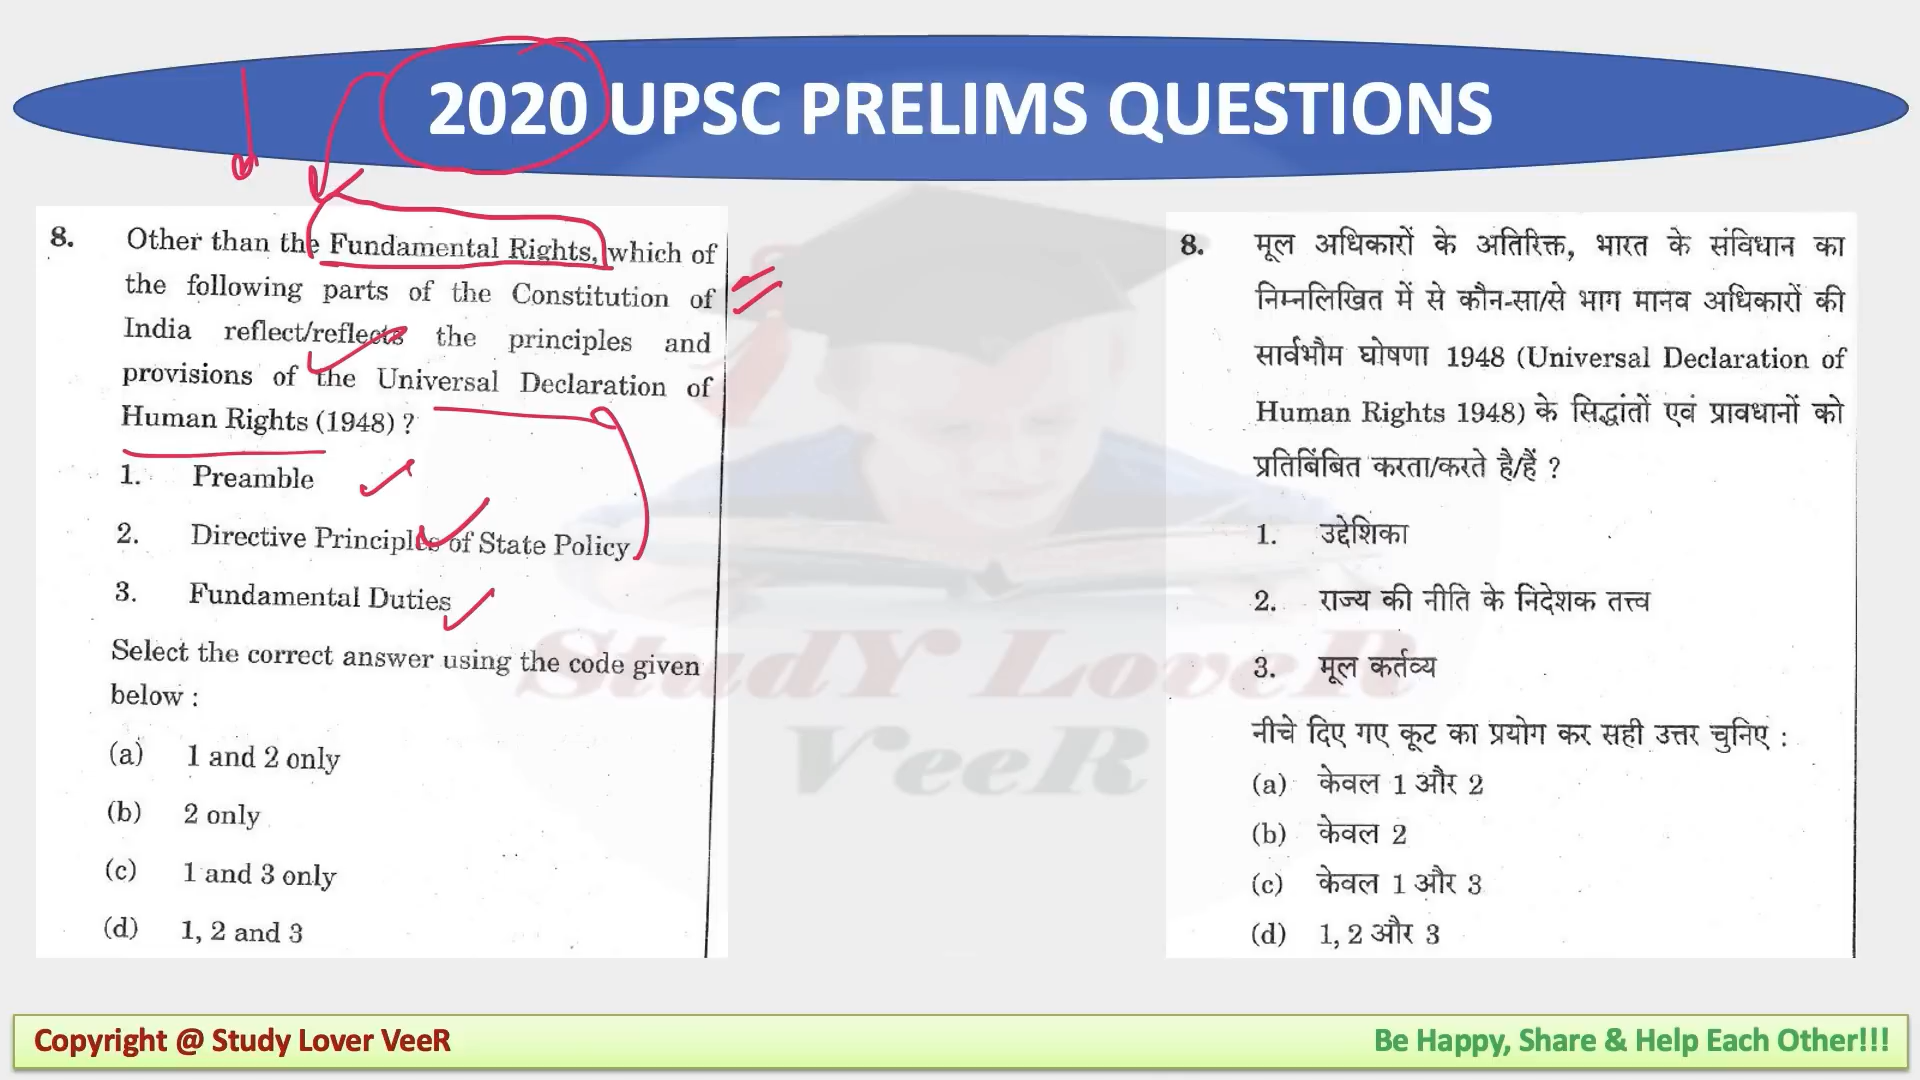 2020 UPSC PRELIMS QUESTIONS
8. Other than the Fundamental Rights, which of
the following parts of the Constitution of
India reflect/reflects the principles and
provisions of the Universal Declaration of
Human Rights (1948) ?
1. Preamble
2. Directive Principles of State Policy
3. Fundamental Duties
Select the correct answer using the code given
below :
(a) 1 and 2 only
(b) 2 only
(c) 1 and 3 only
(d) 1, 2 and 3
8. मूल अधिकारों के अतिरिक्त, भारत के संविधान का
निम्नलिखित में से कौन-सा/से भाग मानव अधिकारों की
सार्वभौम घोषणा 1948 (Universal Declaration of
Human Rights 1948) के सिद्धांतों एवं प्रावधानों को
प्रतिबिंबित करता/करते है/हैं ?
1. उद्देशिका
2. राज्य की नीति के निदेशक तत्त्व
3. मूल कर्तव्य
नीचे दिए गए कूट का प्रयोग कर सही उत्तर चुनिए :
(a) केवल 1 और 2
(b) केवल 2
(c) केवल 1 और 3
(d) 1, 2 और 3
StudY LoveR
VeeR
Copyright @ Study Lover VeeR
Be Happy, Share & Help Each Other!!!